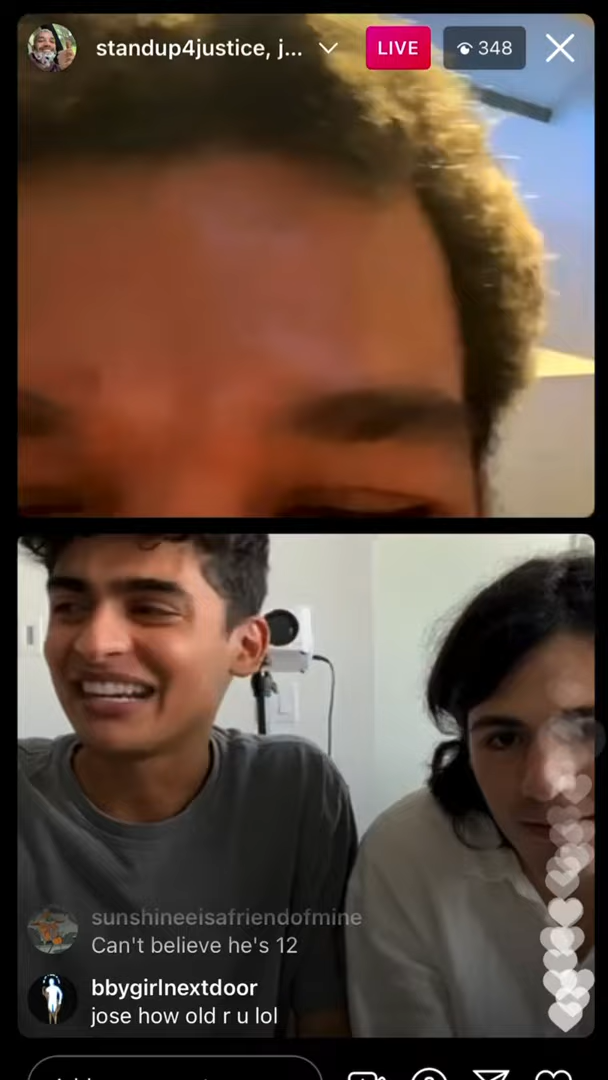 standup4justice, j...
LIVE
348
sunshineeisafriendofmine
Can't believe he's 12
bbygirlnextdoor
jose how old r u lol